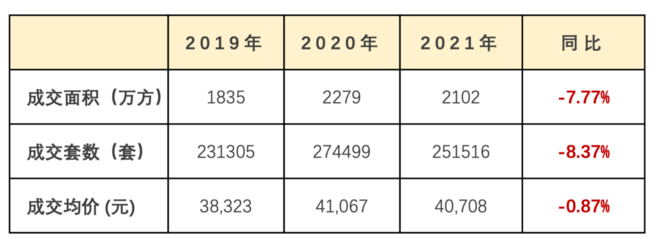 2019年 2020年 2021年 同比
成交面积（万方） 1835 2279 2102 -7.77%
成交套数（套） 231305 274499 251516 -8.37%
成交均价 (元) 38,323 41,067 40,708 -0.87%